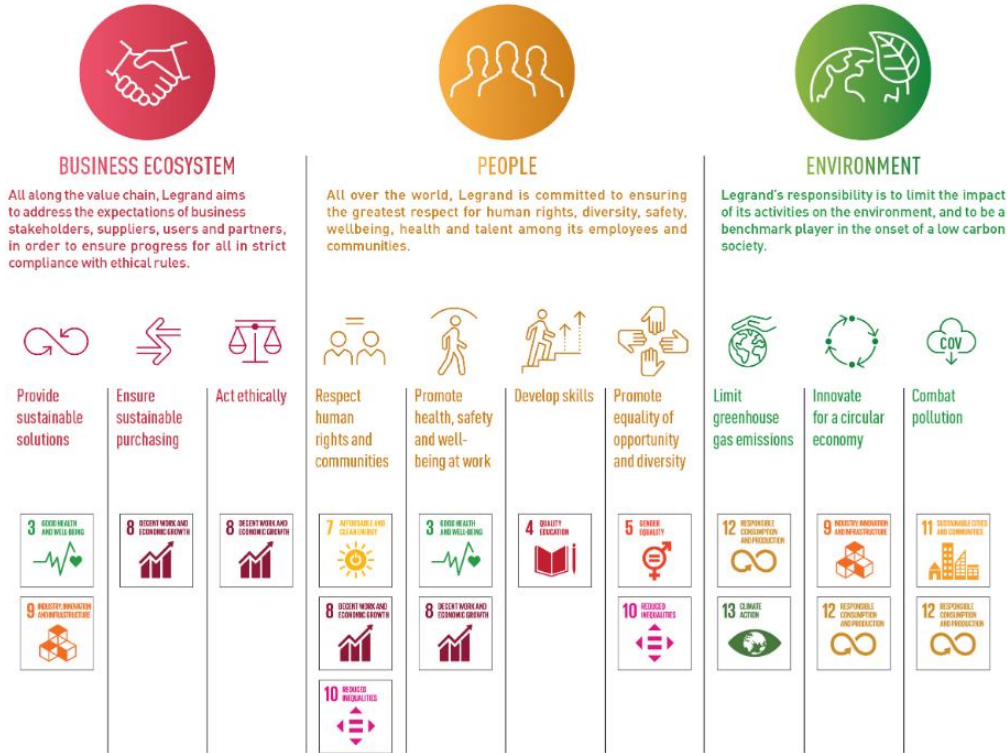 BUSINESS ECOSYSTEM
All along the value chain, Legrand aims
to address the expectations of business
stakeholders, suppliers, users and partners,
in order to ensure progress for all in strict
compliance with ethical rules.
PEOPLE
All over the world, Legrand is committed to ensuring
the greatest respect for human rights, diversity, safety,
wellbeing, health and talent among its employees and
communities.
ENVIRONMENT
Legrand's responsibility is to limit the impact
of its activities on the environment, and to be a
benchmark player in the onset of a low carbon
society.
COV
Provide
sustainable
solutions
Ensure
sustainable
purchasing
Act ethically
Respect
human
rights and
communities
Promote
health, safety
and well-
being at work
Develop skills
Promote
equality of
opportunity
and diversity
Limit
greenhouse
gas emissions
Innovate
for a circular
economy
Combat
pollution
3 GOOD HEALTH
AND WELL-BEING
9 INDUSTRY, INNOVATION
AND INFRASTRUCTURE
8 DECENT WORK AND
ECONOMIC GROWTH
8 DECENT WORK AND
ECONOMIC GROWTH
7 AFFORDABLE AND
CLEAN ENERGY
8 DECENT WORK AND
ECONOMIC GROWTH
10 REDUCED
INEQUALITIES
3 GOOD HEALTH
AND WELL-BEING
8 DECENT WORK AND
ECONOMIC GROWTH
4 QUALITY
EDUCATION
5 GENDER
EQUALITY
10 REDUCED
INEQUALITIES
12 RESPONSIBLE
CONSUMPTION
AND PRODUCTION
13 CLIMATE
ACTION
9 INDUSTRY, INNOVATION
AND INFRASTRUCTURE
12 RESPONSIBLE
CONSUMPTION
AND PRODUCTION
11 SUSTAINABLE CITIES
AND COMMUNITIES
12 RESPONSIBLE
CONSUMPTION
AND PRODUCTION